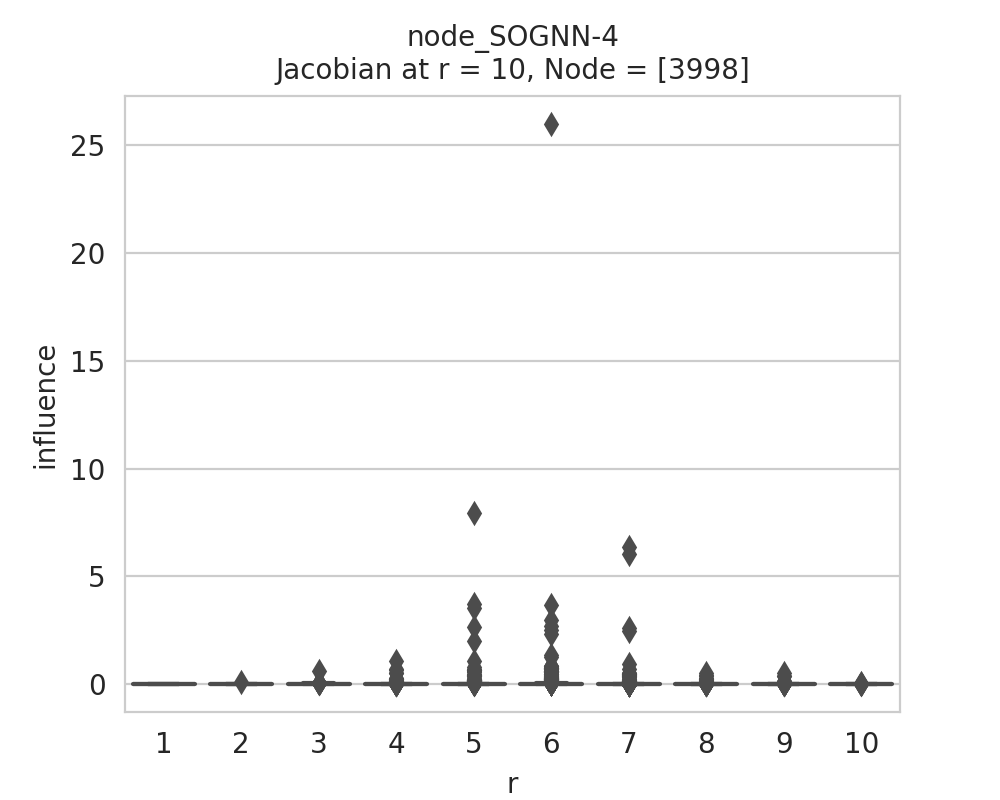 node_SOGNN-4
Jacobian at r = 10, Node = [3998]
25
20
15
10
5
0
influence
1 2 3 4 5 6 7 8 9 10
r